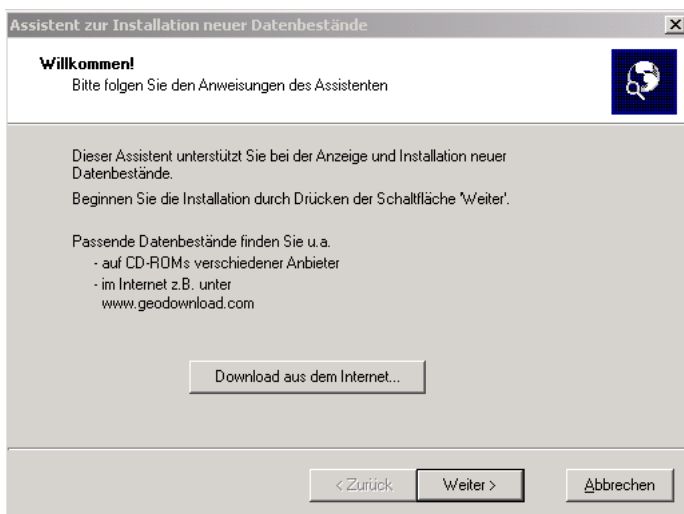 Assistent zur Installation neuer Datenbestände
Willkommen!
Bitte folgen Sie den Anweisungen des Assistenten
Dieser Assistent unterstützt Sie bei der Anzeige und Installation neuer
Datenbestände.
Beginnen Sie die Installation durch Drücken der Schaltfläche 'Weiter'.
Passende Datenbestände finden Sie u.a.
- auf CD-ROMs verschiedener Anbieter
- im Internet z.B. unter
www.geodownload.com
Download aus dem Internet...
< Zurück
Weiter >
Abbrechen